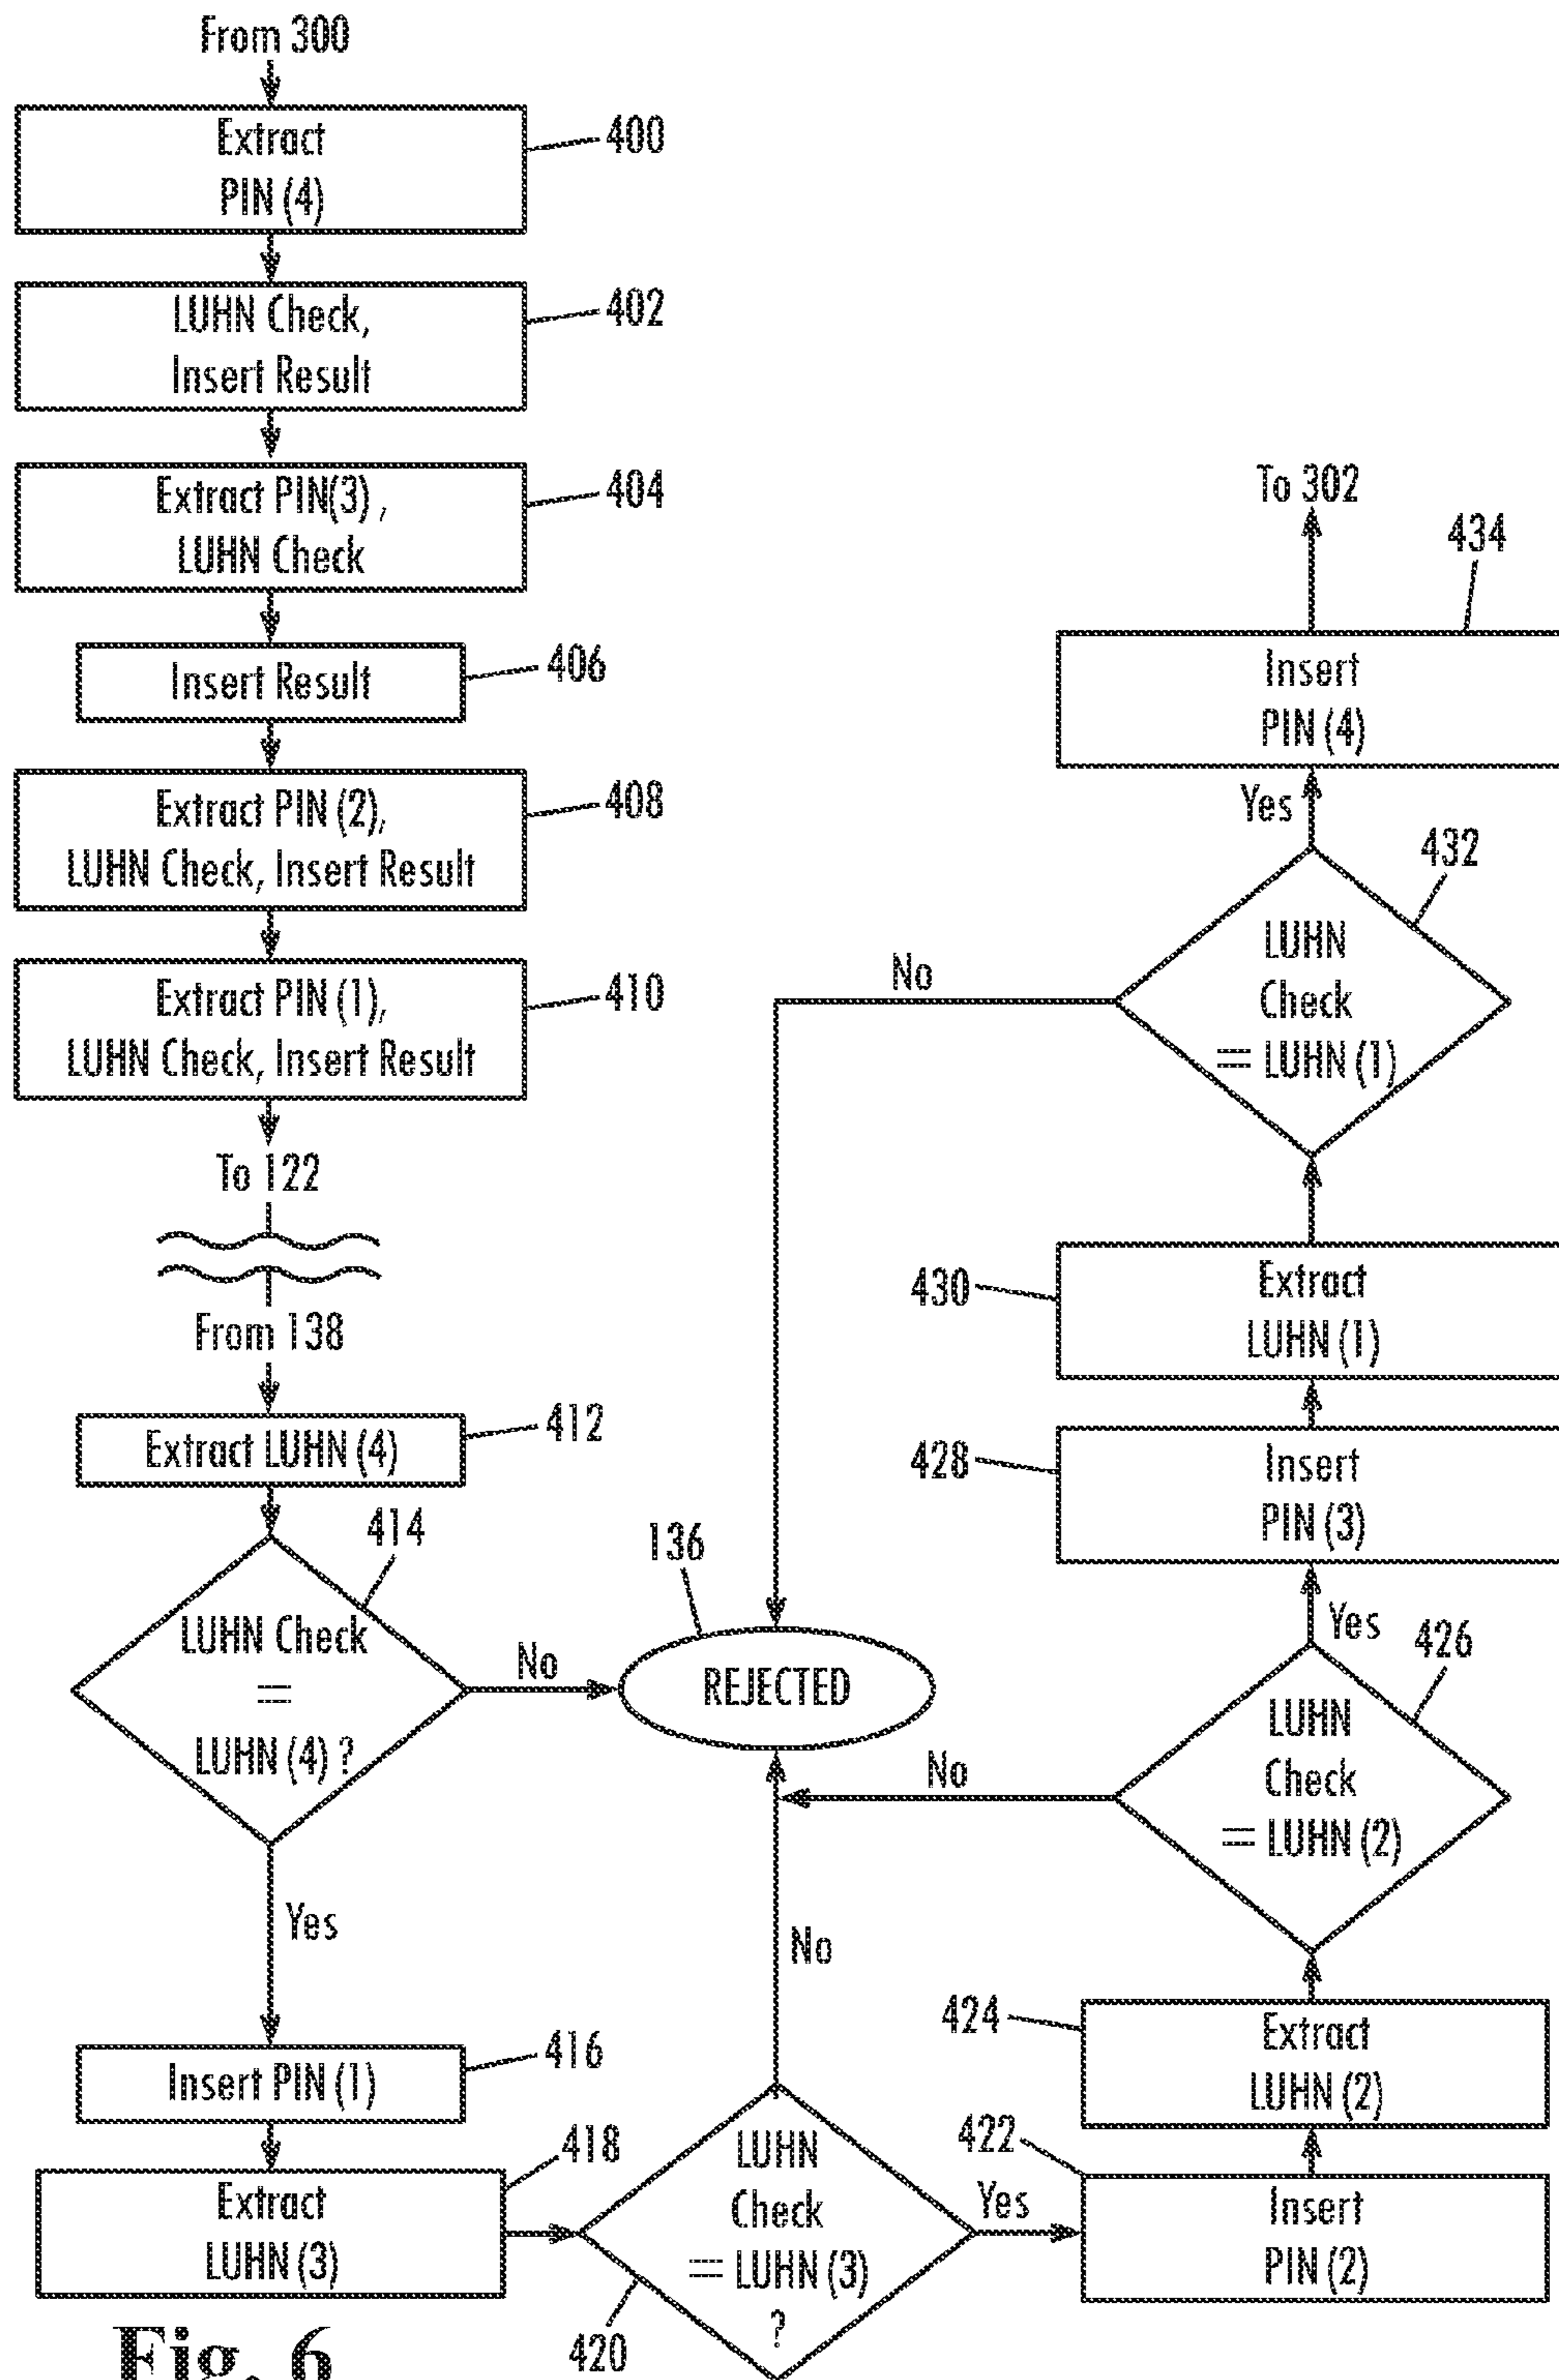 From 300
Extract
PIN (4)
400
LUHN Check,
Insert Result
402
Extract PIN(3) ,
LUHN Check
404
Insert Result
406
Extract PIN (2),
LUHN Check, Insert Result
408
Extract PIN (1),
LUHN Check, Insert Result
410
To 122
From 138
Extract LUHN (4)
412
414
LUHN Check
==
LUHN (4) ?
No
Yes
136
REJECTED
Insert PIN (1)
416
Extract
LUHN (3)
418
LUHN
Check
== LUHN (3)
?
420
No
Yes
422
Insert
PIN (2)
424
Extract
LUHN (2)
426
LUHN
Check
== LUHN (2)
No
Yes
428
Insert
PIN (3)
430
Extract
LUHN (1)
432
LUHN
Check
== LUHN (1)
No
Yes
434
Insert
PIN (4)
To 302
Fig. 6